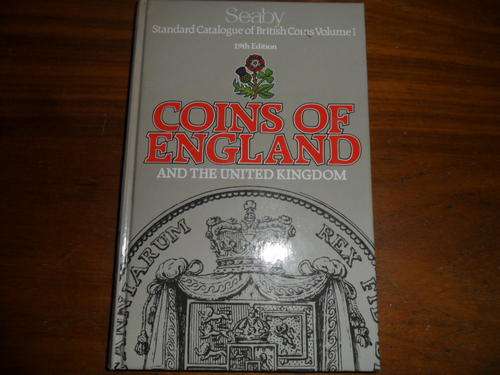 Seaby
Standard Catalogue of British Coins Volume 1
19th Edition
COINS OF
ENGLAND
AND THE UNITED KINGDOM
ANNIARUM REX FID